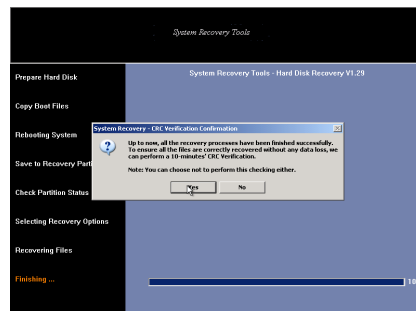 System Recovery Tools
System Recovery Tools - Hard Disk Recovery V1.29
Prepare Hard Disk
Copy Boot Files
Rebooting System
Save to Recovery Parti
Check Partition Status
Selecting Recovery Options
Recovering Files
Finishing ...
System Recovery - CRC Verification Confirmation
Up to now, all the recovery processes have been finished successfully.
To ensure all the files are correctly recovered without any data loss, we
can perform a 10-minutes' CRC Verification.
Note: You can choose not to perform this checking either.
Yes
No
10